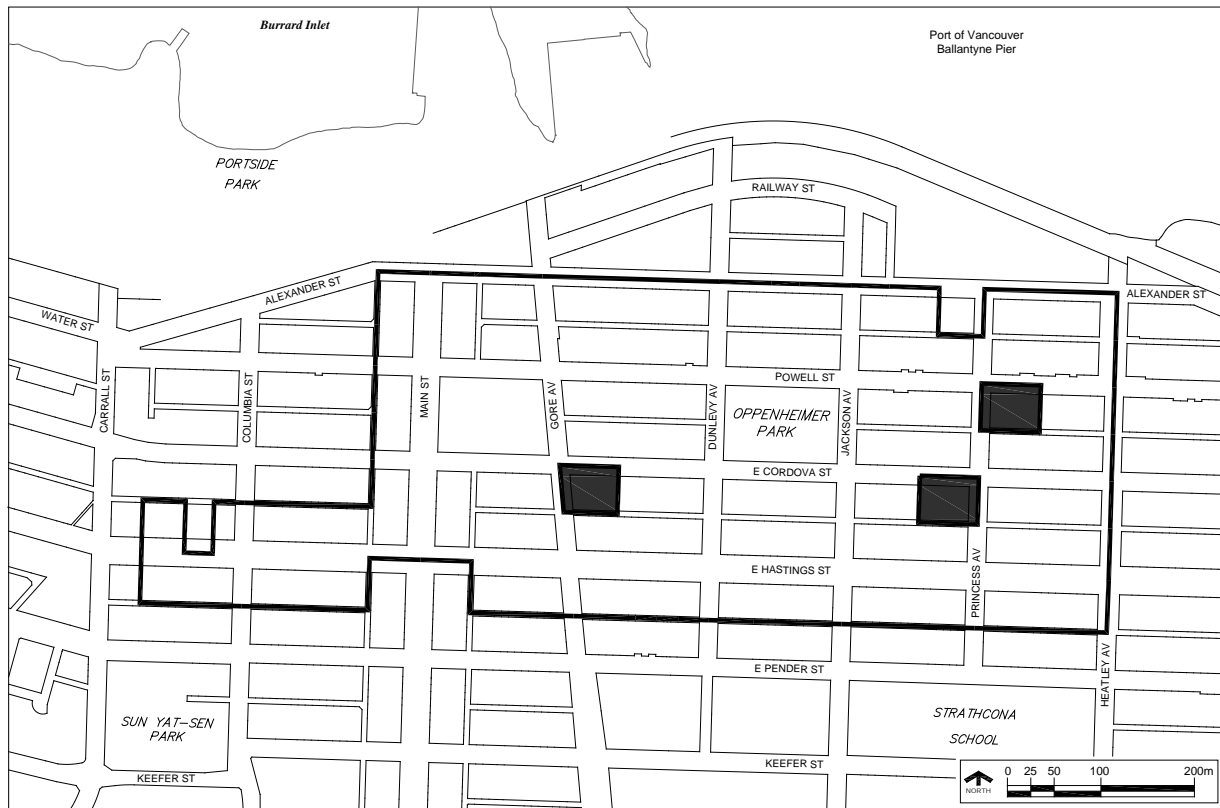 Burrard Inlet
Port of Vancouver
Ballantyne Pier
PORTSIDE
PARK
RAILWAY ST
ALEXANDER ST
ALEXANDER ST
WATER ST
CARRALL ST
COLUMBIA ST
MAIN ST
GORE AV
POWELL ST
DUNLEVY AV
OPPENHEIMER
PARK
JACKSON AV
E CORDOVA ST
E HASTINGS ST
PRINCESS AV
E PENDER ST
HEATLEY AV
SUN YAT-SEN
PARK
STRATHCONA
SCHOOL
KEEFER ST
KEEFER ST
NORTH
0 25 50 100 200m